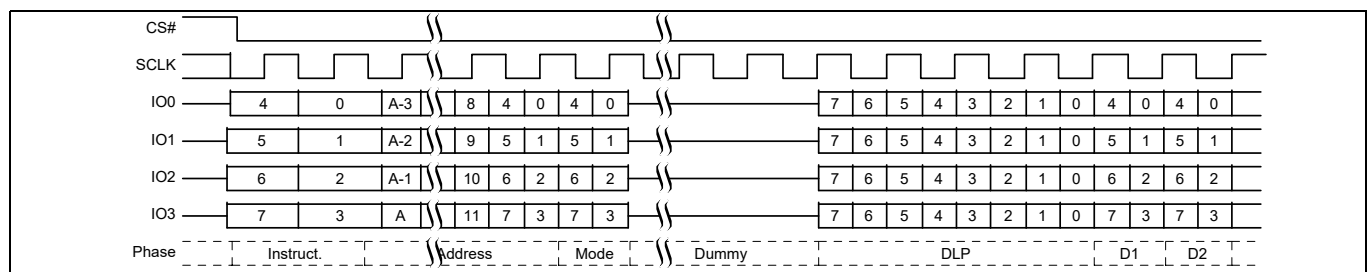 CS#
SCLK
IO0 4 0 A-3 8 4 0 4 0 7 6 5 4 3 2 1 0 4 0 4 0
IO1 5 1 A-2 9 5 1 5 1 7 6 5 4 3 2 1 0 5 1 5 1
IO2 6 2 A-1 10 6 2 6 2 7 6 5 4 3 2 1 0 6 2 6 2
IO3 7 3 A 11 7 3 7 3 7 6 5 4 3 2 1 0 7 3 7 3
Phase Instruct. Address Mode Dummy DLP D1 D2